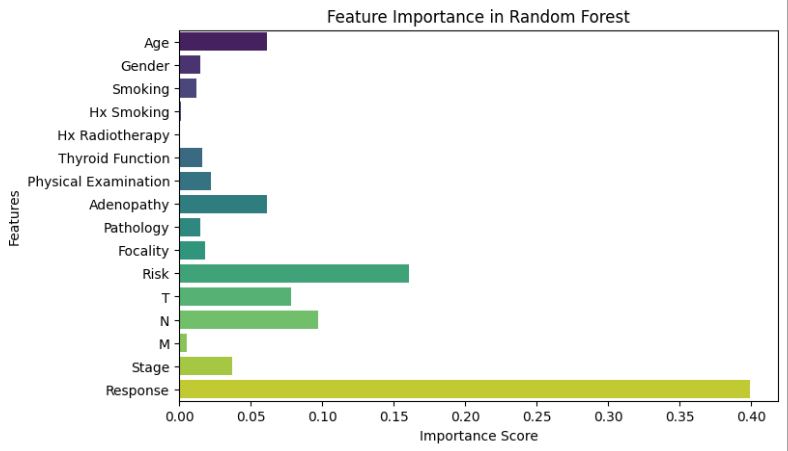 Feature Importance in Random Forest
Features
Age
Gender
Smoking
Hx Smoking
Hx Radiotherapy
Thyroid Function
Physical Examination
Adenopathy
Pathology
Focality
Risk
T
N
M
Stage
Response
0.00 0.05 0.10 0.15 0.20 0.25 0.30 0.35 0.40
Importance Score